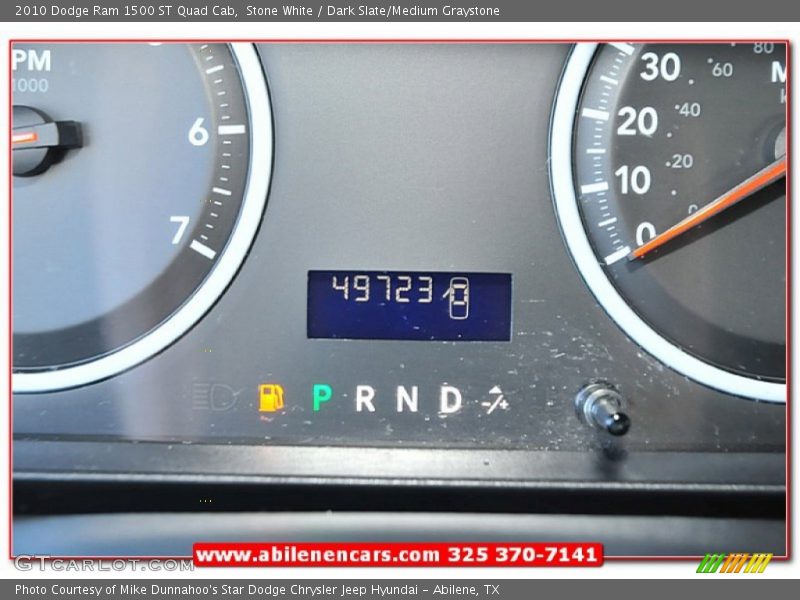 2010 Dodge Ram 1500 ST Quad Cab,  Stone White / Dark Slate/Medium Graystone
PM
1000
6
7
30
20
10
0
80
60
40
20
0
M
49723
P R N D
www.abilenencars.com 325 370-7141
GTCARLOT.COM
Photo Courtesy of Mike Dunnahoo's Star Dodge Chrysler Jeep Hyundai - Abilene, TX